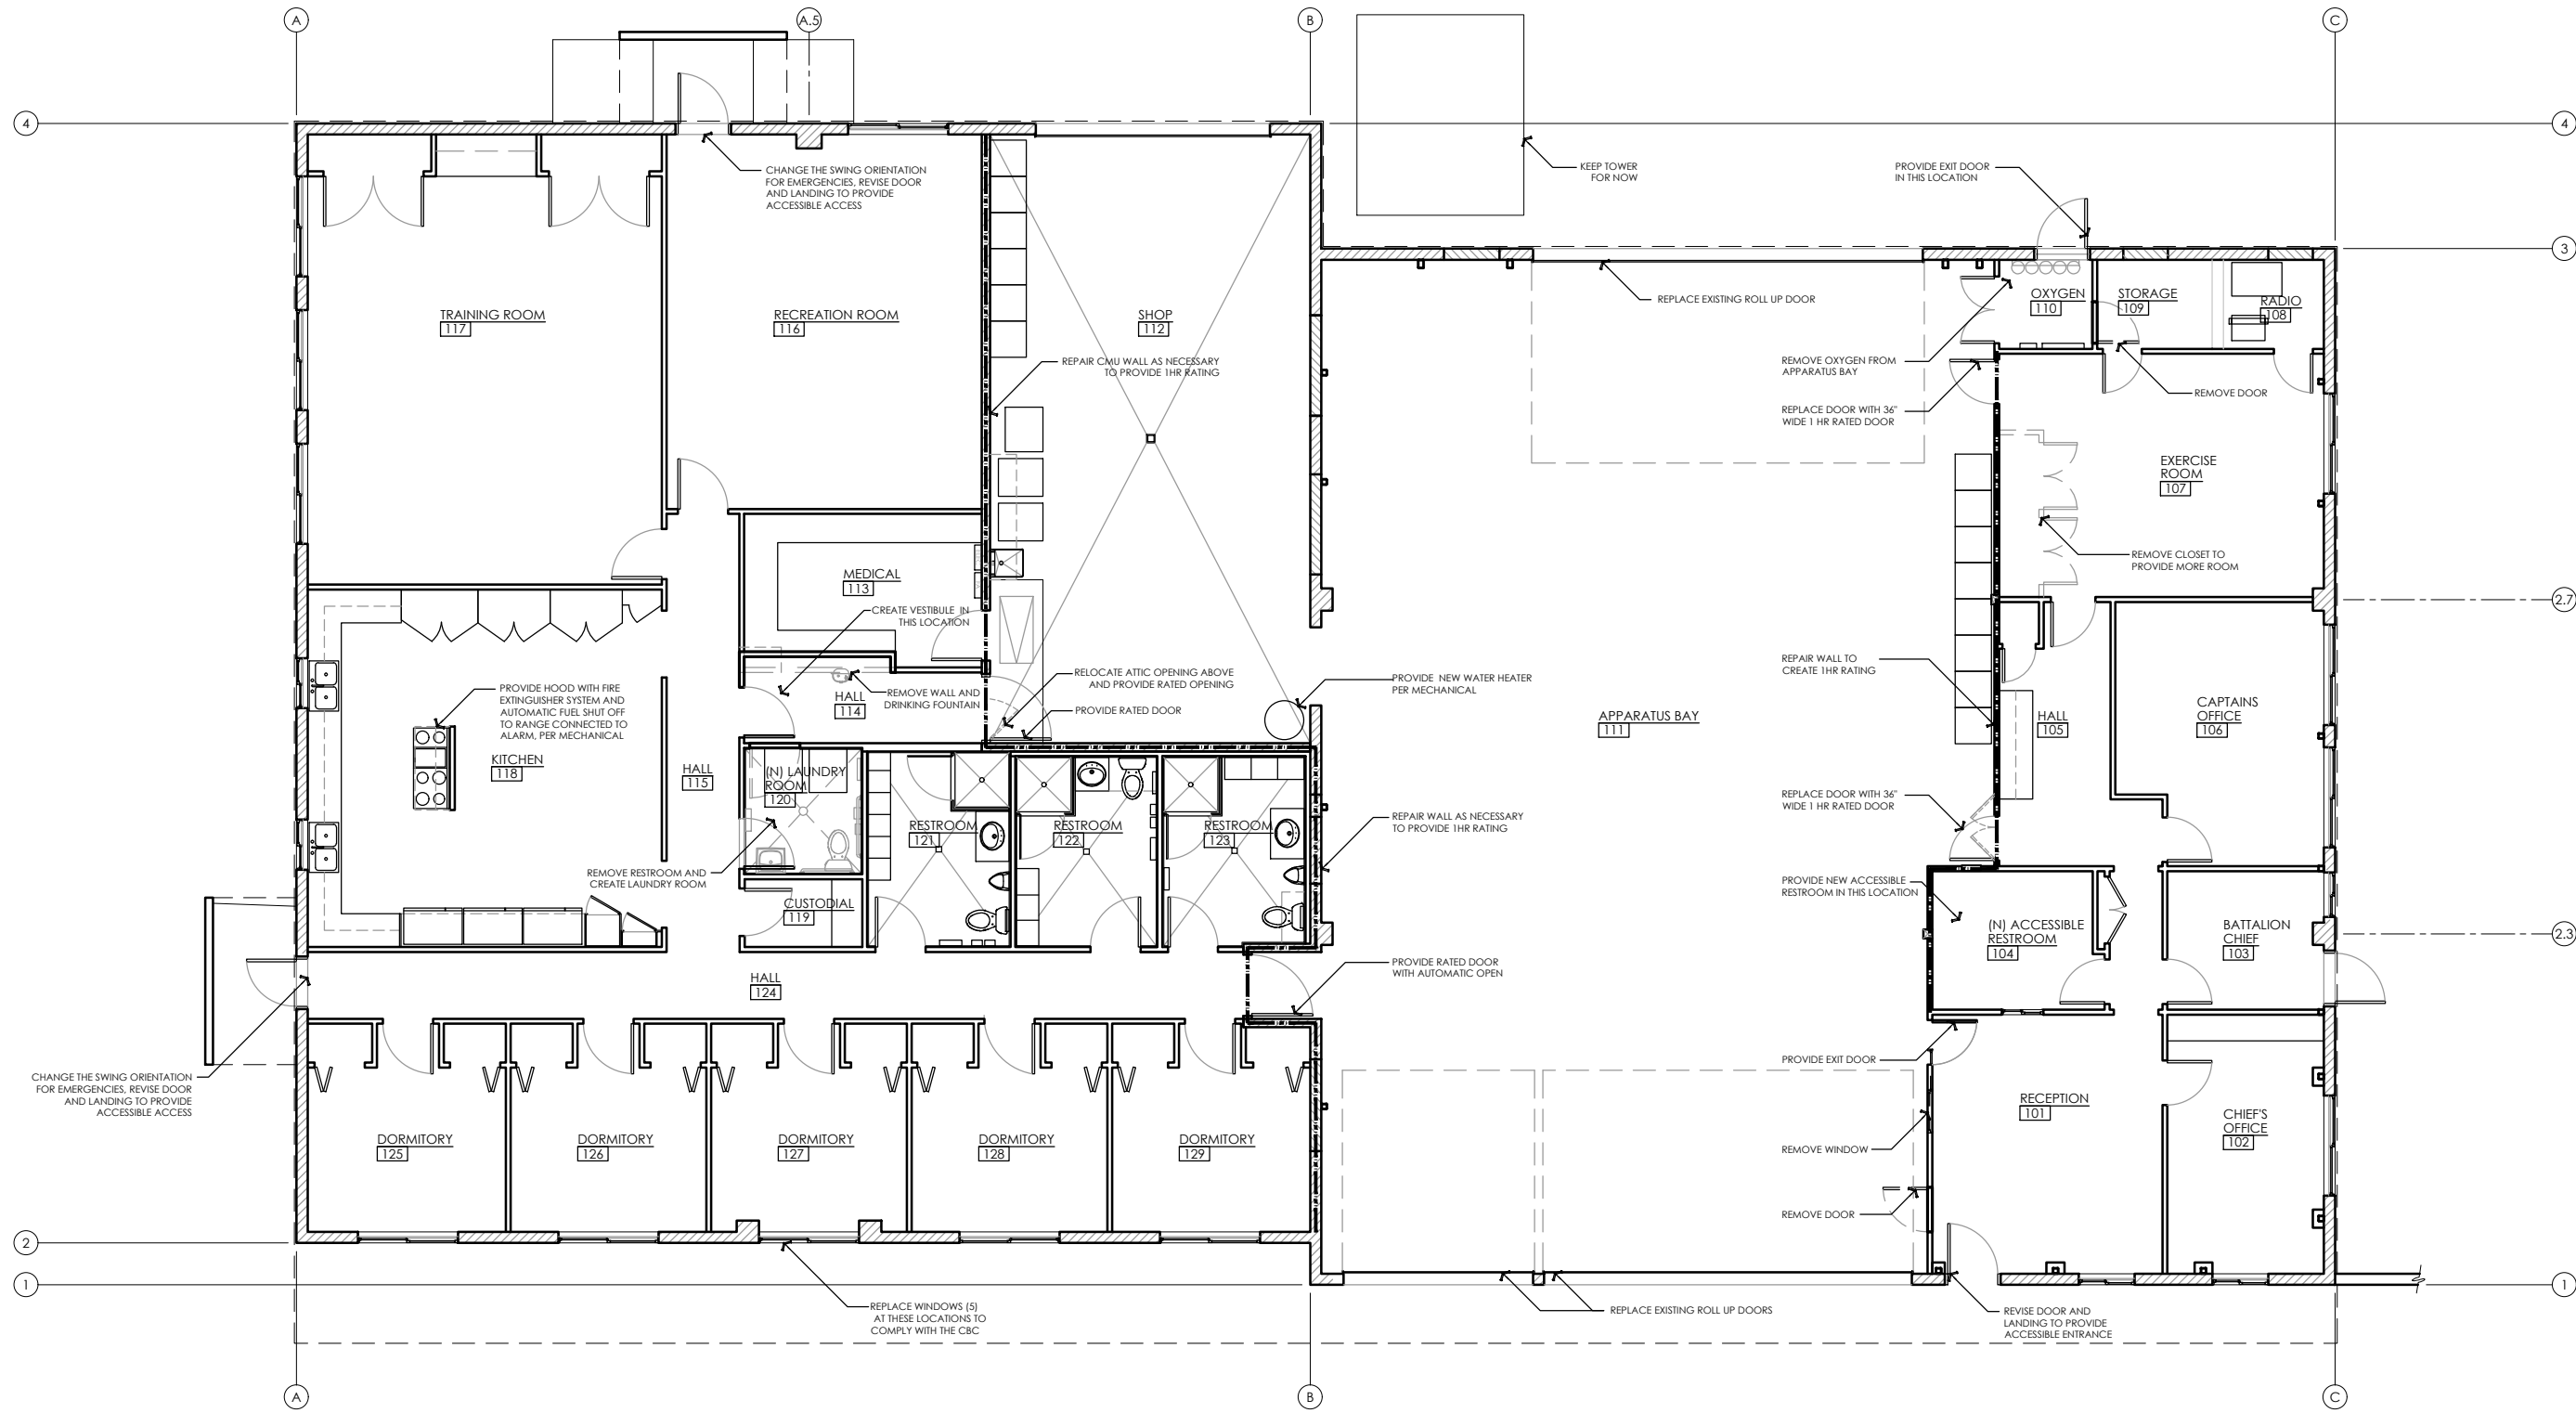 A
A.5
B
C
4
4
CHANGE THE SWING ORIENTATION
FOR EMERGENCIES, REVISE DOOR
AND LANDING TO PROVIDE
ACCESSIBLE ACCESS
KEEP TOWER
FOR NOW
PROVIDE EXIT DOOR
IN THIS LOCATION
3
REPLACE EXISTING ROLL UP DOOR
OXYGEN
110
STORAGE
109
RADIO
108
TRAINING ROOM
117
RECREATION ROOM
116
SHOP
112
REPAIR CMU WALL AS NECESSARY
TO PROVIDE 1HR RATING
REMOVE OXYGEN FROM
APPARATUS BAY
REMOVE DOOR
REPLACE DOOR WITH 36"
WIDE 1 HR RATED DOOR
EXERCISE
ROOM
107
REMOVE CLOSET TO
PROVIDE MORE ROOM
MEDICAL
113
CREATE VESTIBULE IN
THIS LOCATION
2.7
RELOCATE ATTIC OPENING ABOVE
AND PROVIDE RATED OPENING
PROVIDE NEW WATER HEATER
PER MECHANICAL
REPAIR WALL TO
CREATE 1HR RATING
PROVIDE HOOD WITH FIRE
EXTINGUISHER SYSTEM AND
AUTOMATIC FUEL SHUT OFF
TO RANGE CONNECTED TO
ALARM, PER MECHANICAL
REMOVE WALL AND
DRINKING FOUNTAIN
HALL
114
PROVIDE RATED DOOR
APPARATUS BAY
111
HALL
105
CAPTAINS
OFFICE
106
KITCHEN
118
HALL
115
(N) LAUNDRY
ROOM
120
REPLACE DOOR WITH 36"
WIDE 1 HR RATED DOOR
RESTROOM
121
RESTROOM
122
RESTROOM
123
REPAIR WALL AS NECESSARY
TO PROVIDE 1HR RATING
REMOVE RESTROOM AND
CREATE LAUNDRY ROOM
PROVIDE NEW ACCESSIBLE
RESTROOM IN THIS LOCATION
CUSTODIAL
119
(N) ACCESSIBLE
RESTROOM
104
BATTALION
CHIEF
103
2.3
HALL
124
PROVIDE RATED DOOR
WITH AUTOMATIC OPEN
CHANGE THE SWING ORIENTATION
FOR EMERGENCIES, REVISE DOOR
AND LANDING TO PROVIDE
ACCESSIBLE ACCESS
PROVIDE EXIT DOOR
RECEPTION
101
CHIEF'S
OFFICE
102
DORMITORY
125
DORMITORY
126
DORMITORY
127
DORMITORY
128
DORMITORY
129
REMOVE WINDOW
REMOVE DOOR
2
1
1
REPLACE WINDOWS (5)
AT THESE LOCATIONS TO
COMPLY WITH THE CBC
REPLACE EXISTING ROLL UP DOORS
REVISE DOOR AND
LANDING TO PROVIDE
ACCESSIBLE ENTRANCE
A
B
C